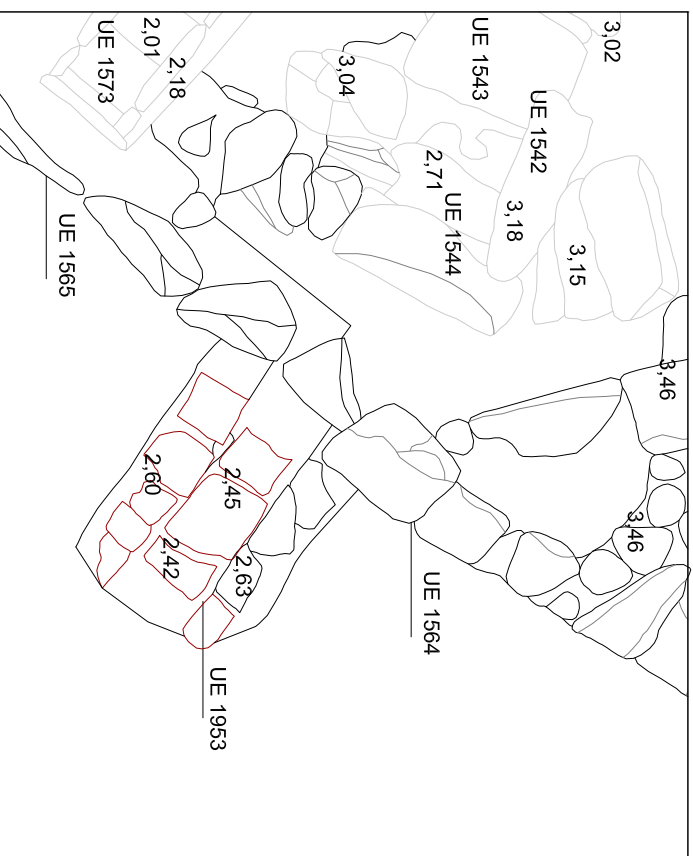 3,02
3,46
3,46
3,15
UE 1542
3,18
UE 1543
UE 1544
2,71
UE 1564
3,04
2,63
2,45
UE 1953
2,18
2,42
2,01
2,60
UE 1573
UE 1565